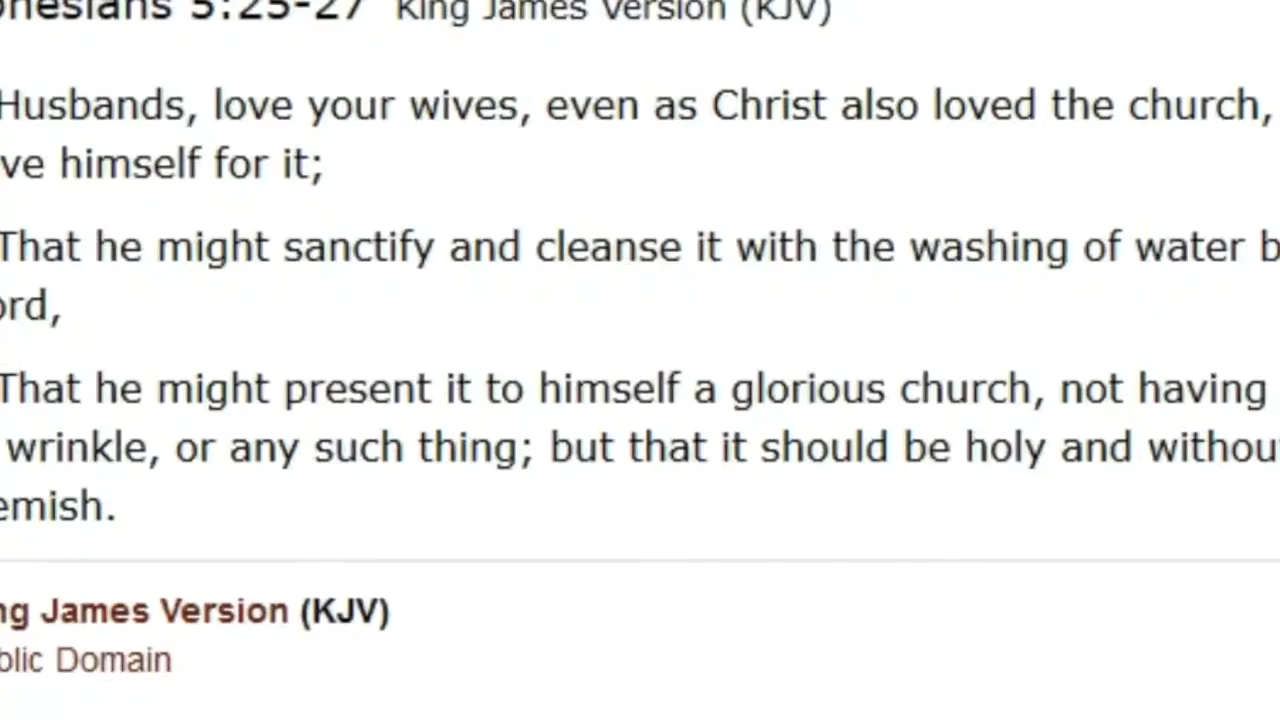 phesians 5:25-27 King James Version (KJV)
Husbands, love your wives, even as Christ also loved the church,
ve himself for it;
That he might sanctify and cleanse it with the washing of water b
ord,
That he might present it to himself a glorious church, not having
wrinkle, or any such thing; but that it should be holy and withou
emish.
ng James Version (KJV)
blic Domain